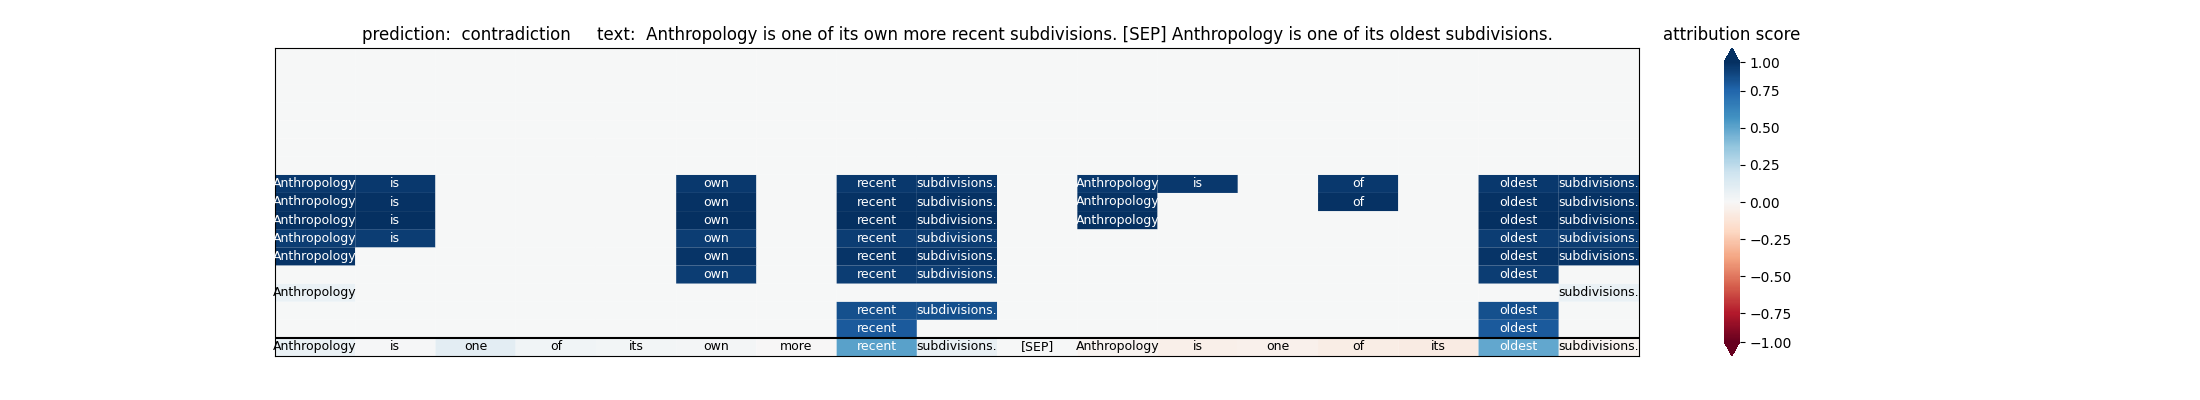 prediction:  contradiction     text:  Anthropology is one of its own more recent subdivisions. [SEP] Anthropology is one of its oldest subdivisions.
attribution score
1.00
0.75
0.50
0.25
0.00
−0.25
−0.50
−0.75
−1.00
Anthropology is own recent subdivisions. Anthropology is of oldest subdivisions.
Anthropology is own recent subdivisions. Anthropology of oldest subdivisions.
Anthropology is own recent subdivisions. Anthropology oldest subdivisions.
Anthropology is own recent subdivisions. oldest subdivisions.
Anthropology own recent subdivisions. oldest subdivisions.
own recent subdivisions. oldest
Anthropology subdivisions.
recent subdivisions. oldest
recent oldest
Anthropology is one of its own more recent subdivisions. [SEP] Anthropology is one of its oldest subdivisions.